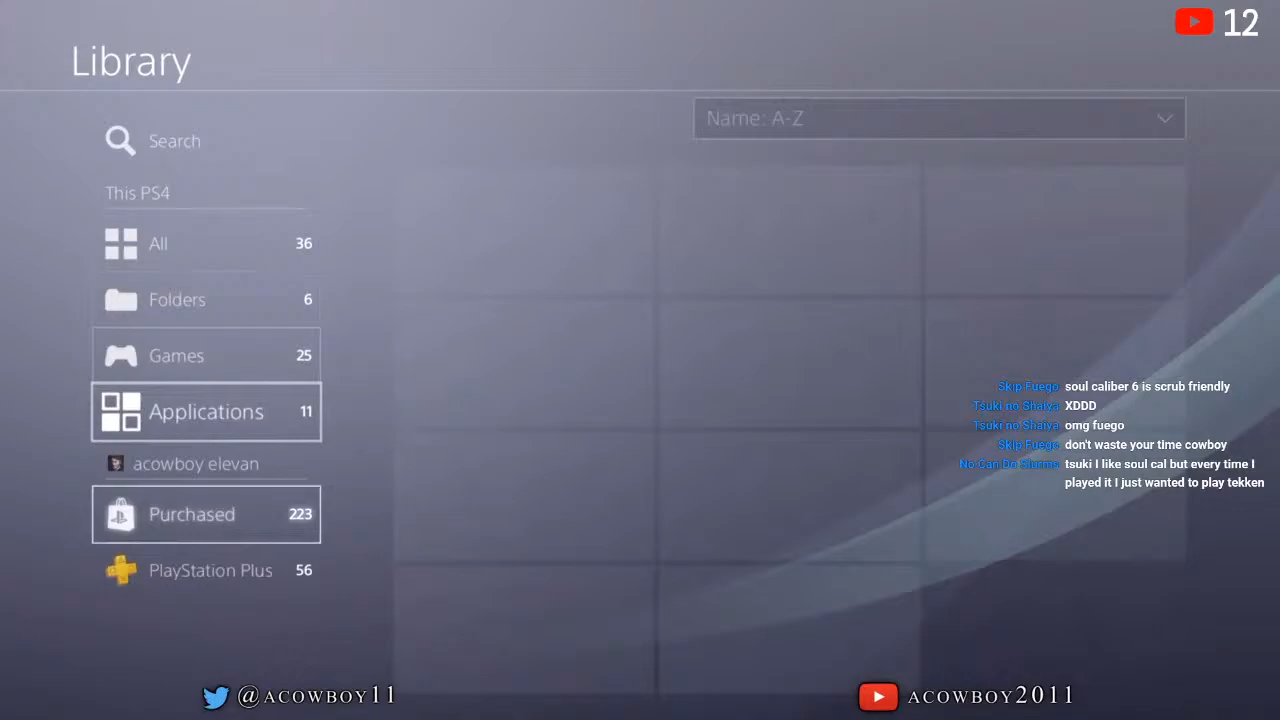 12
Library
Name: A-Z
Search
This PS4
All 36
Folders 6
Games 25
Applications 11
acowboy elevan
Purchased 223
PlayStation Plus 56
Skip Fuego soul caliber 6 is scrub friendly
Tsuki no Shaiya XDDD
Tsuki no Shaiya omg fuego
Skip Fuego don't waste your time cowboy
No Can Do Slurms tsuki I like soul cal but every time I
played it I just wanted to play tekken
@ACOWBOY11
ACOWBOY2011